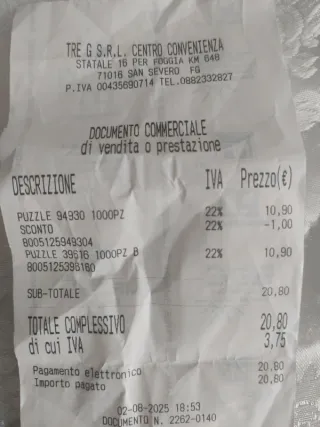 TRE G S.R.L. CENTRO CONVENIENZA
STATALE 16 PER FOGGIA KM 648
71016 SAN SEVERO FG
P.IVA 00435690714 TEL.0882332827
DOCUMENTO COMMERCIALE
di vendita o prestazione
DESCRIZIONE IVA Prezzo(€)
PUZZLE 94930 1000PZ 22% 10,90
SCONTO 22% -1,00
8005125949304
PUZZLE 39616 1000PZ B 22% 10,90
8005125396160
SUB-TOTALE 20,80
TOTALE COMPLESSIVO 20,80
di cui IVA 3,75
Pagamento elettronico 20,80
Importo pagato 20,80
02-08-2025 18:53
DOCUMENTO N. 2262-0140